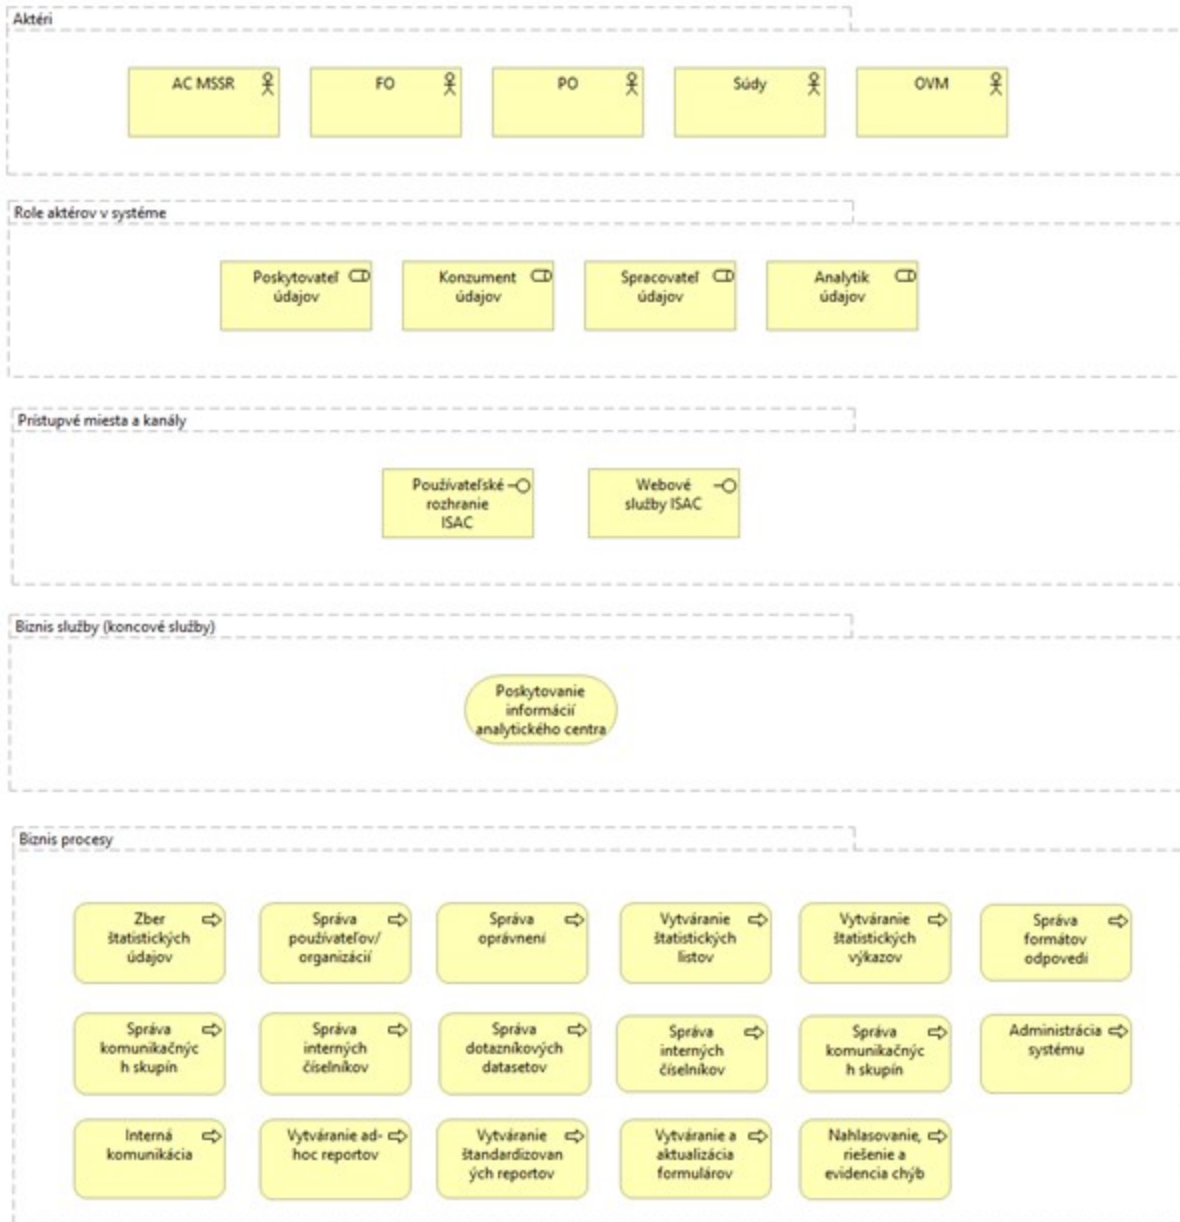 Aktéri
AC MSSR
FO
PO
Súdy
OVM
Role aktérov v systéme
Poskytovateľ
údajov
Konzument
údajov
Spracovateľ
údajov
Analytik
údajov
Prístupvé miesta a kanály
Používateľské
rozhranie
ISAC
Webové
služby ISAC
Biznis služby (koncové služby)
Poskytovanie
informácií
analytického centra
Biznis procesy
Zber
štatistických
údajov
Správa
používateľov/
organizácií
Správa
oprávnení
Vytváranie
štatistických
listov
Vytváranie
štatistických
výkazov
Správa
formátov
odpovedí
Správa
komunikačnýc
h skupín
Správa
interných
číselníkov
Správa
dotazníkových
datasetov
Správa
interných
číselníkov
Správa
komunikačnýc
h skupín
Administrácia
systému
Interná
komunikácia
Vytváranie ad-
hoc reportov
Vytváranie
štandardizovan
ých reportov
Vytváranie a
aktualizácia
formulárov
Nahlasovanie,
riešenie a
evidencia chýb